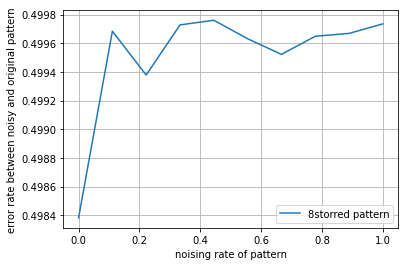 error rate between noisy and original pattern
0.4998
0.4996
0.4994
0.4992
0.4990
0.4988
0.4986
0.4984
0.0 0.2 0.4 0.6 0.8 1.0
noising rate of pattern
8storred pattern